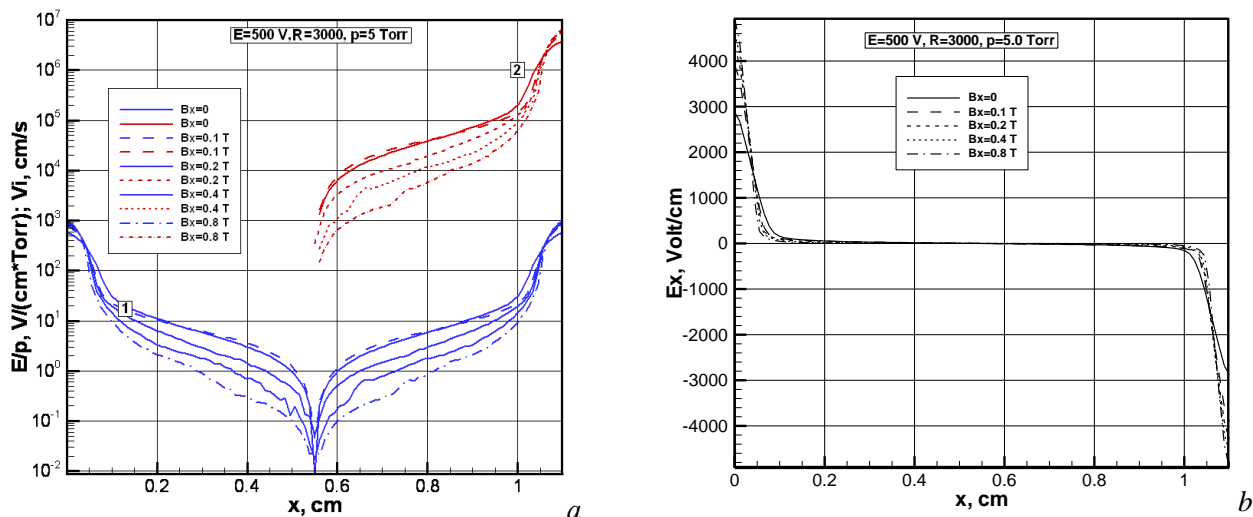 E=500 V,R=3000, p=5 Torr
2
Bx=0
Bx=0
Bx=0.1 T
Bx=0.1 T
Bx=0.2 T
Bx=0.2 T
Bx=0.4 T
Bx=0.4 T
Bx=0.8 T
Bx=0.8 T
1
E/p, V/(cm*Torr); Vi, cm/s
10^7
10^6
10^5
10^4
10^3
10^2
10^1
10^0
10^-1
10^-2
0.2 0.4 0.6 0.8 1
x, cm
a
E=500 V, R=3000, p=5.0 Torr
Bx=0
Bx=0.1 T
Bx=0.2 T
Bx=0.4 T
Bx=0.8 T
Ex, Volt/cm
4000
3000
2000
1000
0
-1000
-2000
-3000
-4000
0 0.2 0.4 0.6 0.8 1
x, cm
b